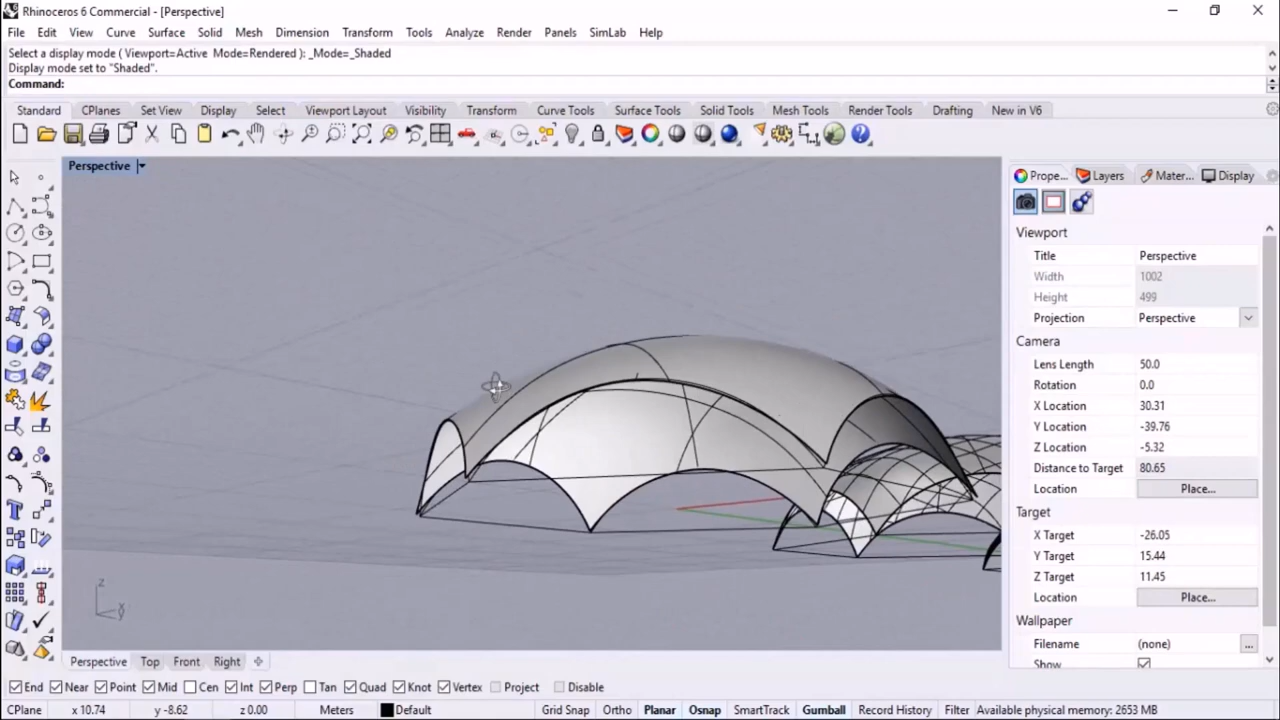 Rhinoceros 6 Commercial - [Perspective]
File Edit View Curve Surface Solid Mesh Dimension Transform Tools Analyze Render Panels SimLab Help
Select a display mode ( Viewport=Active Mode=Rendered ): _Mode=_Shaded
Display mode set to "Shaded".
Command:
Standard CPlanes Set View Display Select Viewport Layout Visibility Transform Curve Tools Surface Tools Solid Tools Mesh Tools Render Tools Drafting New in V6
Perspective
Prope... Layers Mater... Display
Viewport
Title Perspective
Width 1002
Height 499
Projection Perspective
Camera
Lens Length 50.0
Rotation 0.0
X Location 30.31
Y Location -39.76
Z Location -5.32
Distance to Target 80.65
Location Place...
Target
X Target -26.05
Y Target 15.44
Z Target 11.45
Location Place...
Wallpaper
Filename (none) ...
Show
z
x
y
Perspective Top Front Right
End Near Point Mid Cen Int Perp Tan Quad Knot Vertex Project Disable
CPlane x 10.74 y -8.62 z 0.00 Meters Default Grid Snap Ortho Planar Osnap SmartTrack Gumball Record History Filter Available physical memory: 2653 MB